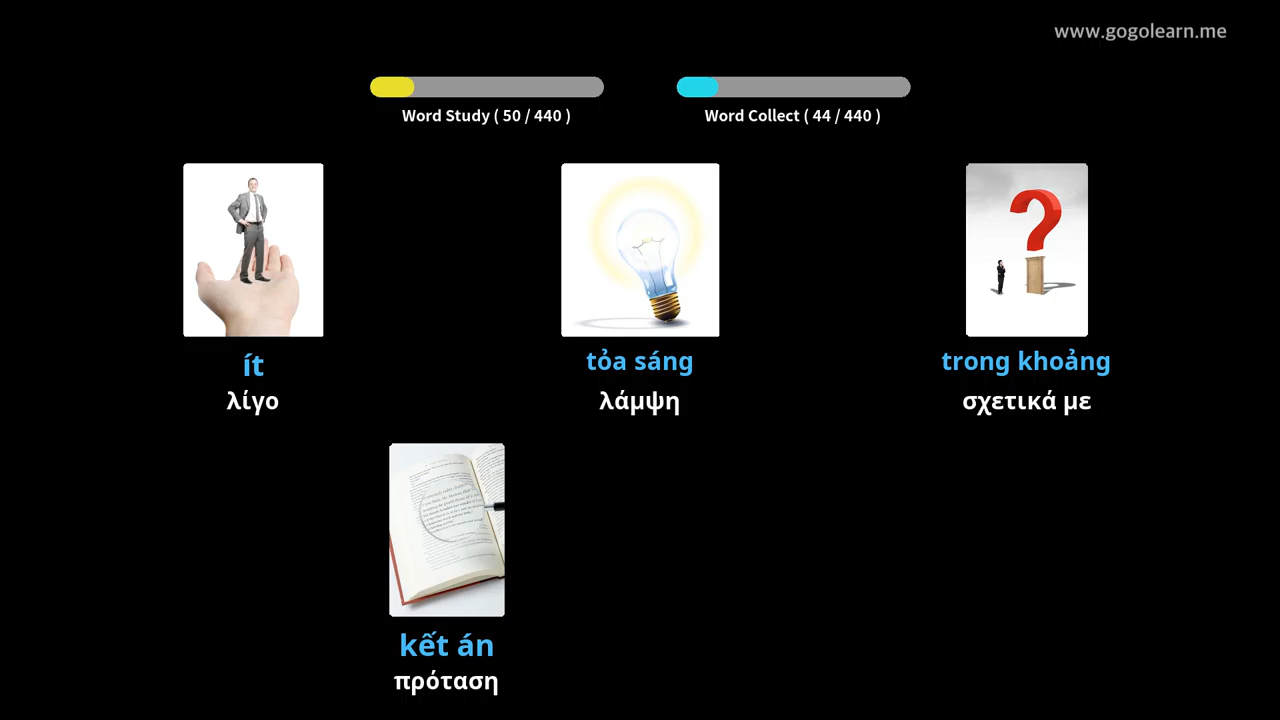 www.gogolearn.me
Word Study ( 50 / 440 )
Word Collect ( 44 / 440 )
ít
λίγο
tỏa sáng
λάμψη
trong khoảng
σχετικά με
kết án
πρόταση